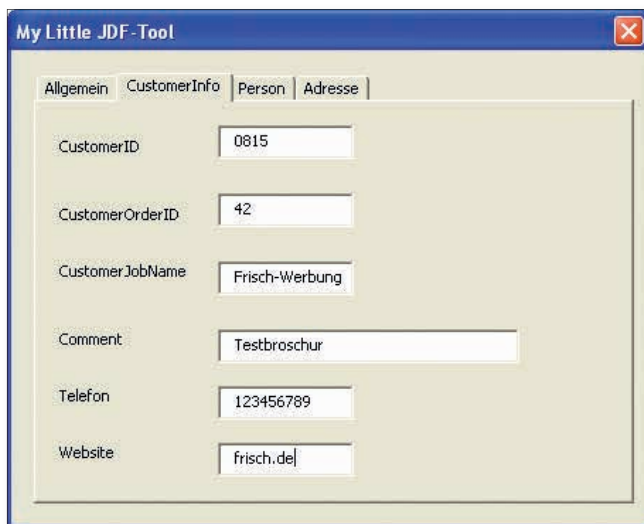 My Little JDF-Tool
Allgemein CustomerInfo Person Adresse
CustomerID 0815
CustomerOrderID 42
CustomerJobName Frisch-Werbung
Comment Testbroschur
Telefon 123456789
Website frisch.de